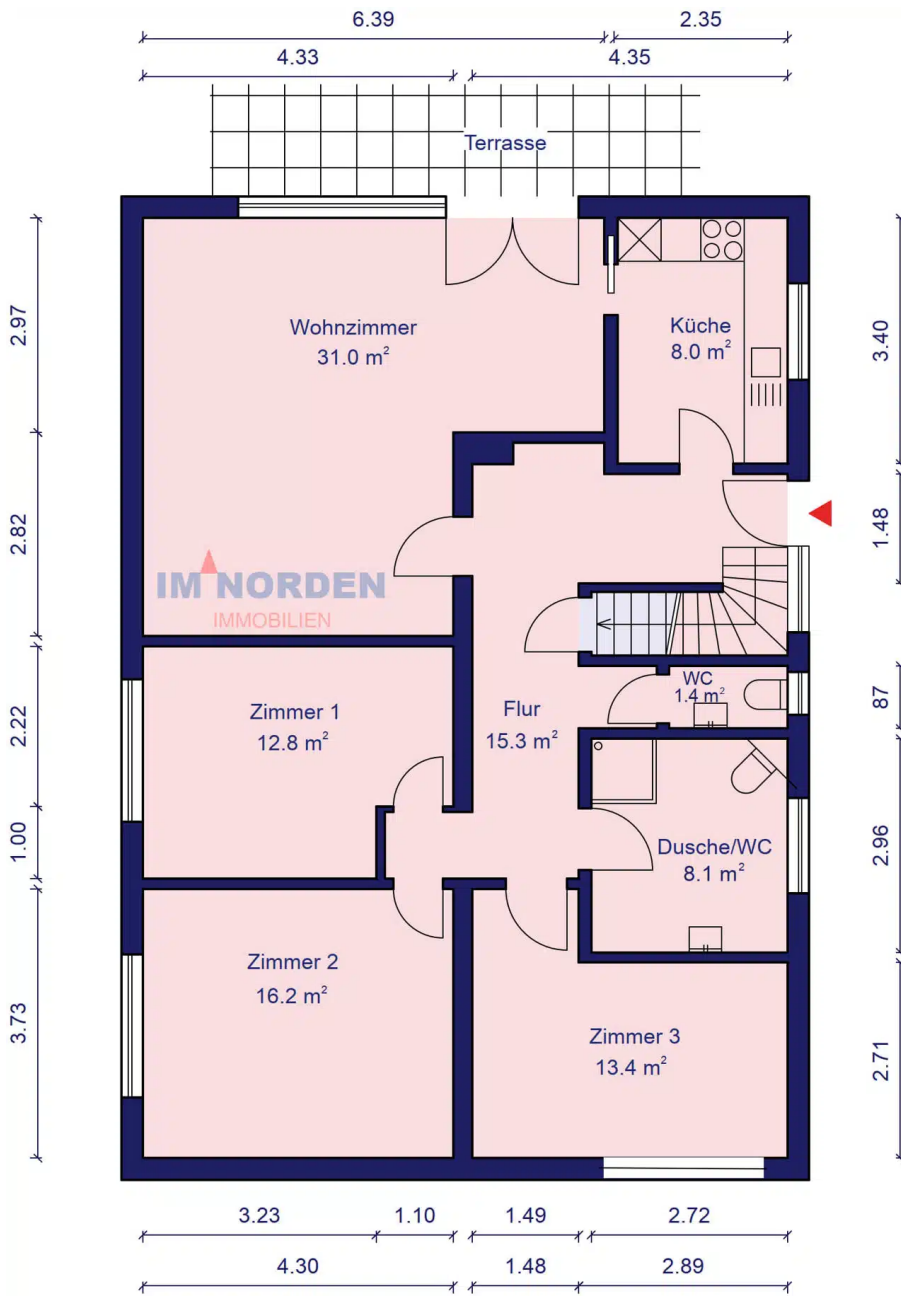 6.39
2.35
4.33
4.35
Terrasse
2.97
Wohnzimmer
31.0 m²
Küche
8.0 m²
3.40
2.82
1.48
IM NORDEN
IMMOBILIEN
2.22
Zimmer 1
12.8 m²
Flur
15.3 m²
WC
1.4 m²
87
1.00
Dusche/WC
8.1 m²
2.96
3.73
Zimmer 2
16.2 m²
Zimmer 3
13.4 m²
2.71
3.23
1.10
1.49
2.72
4.30
1.48
2.89